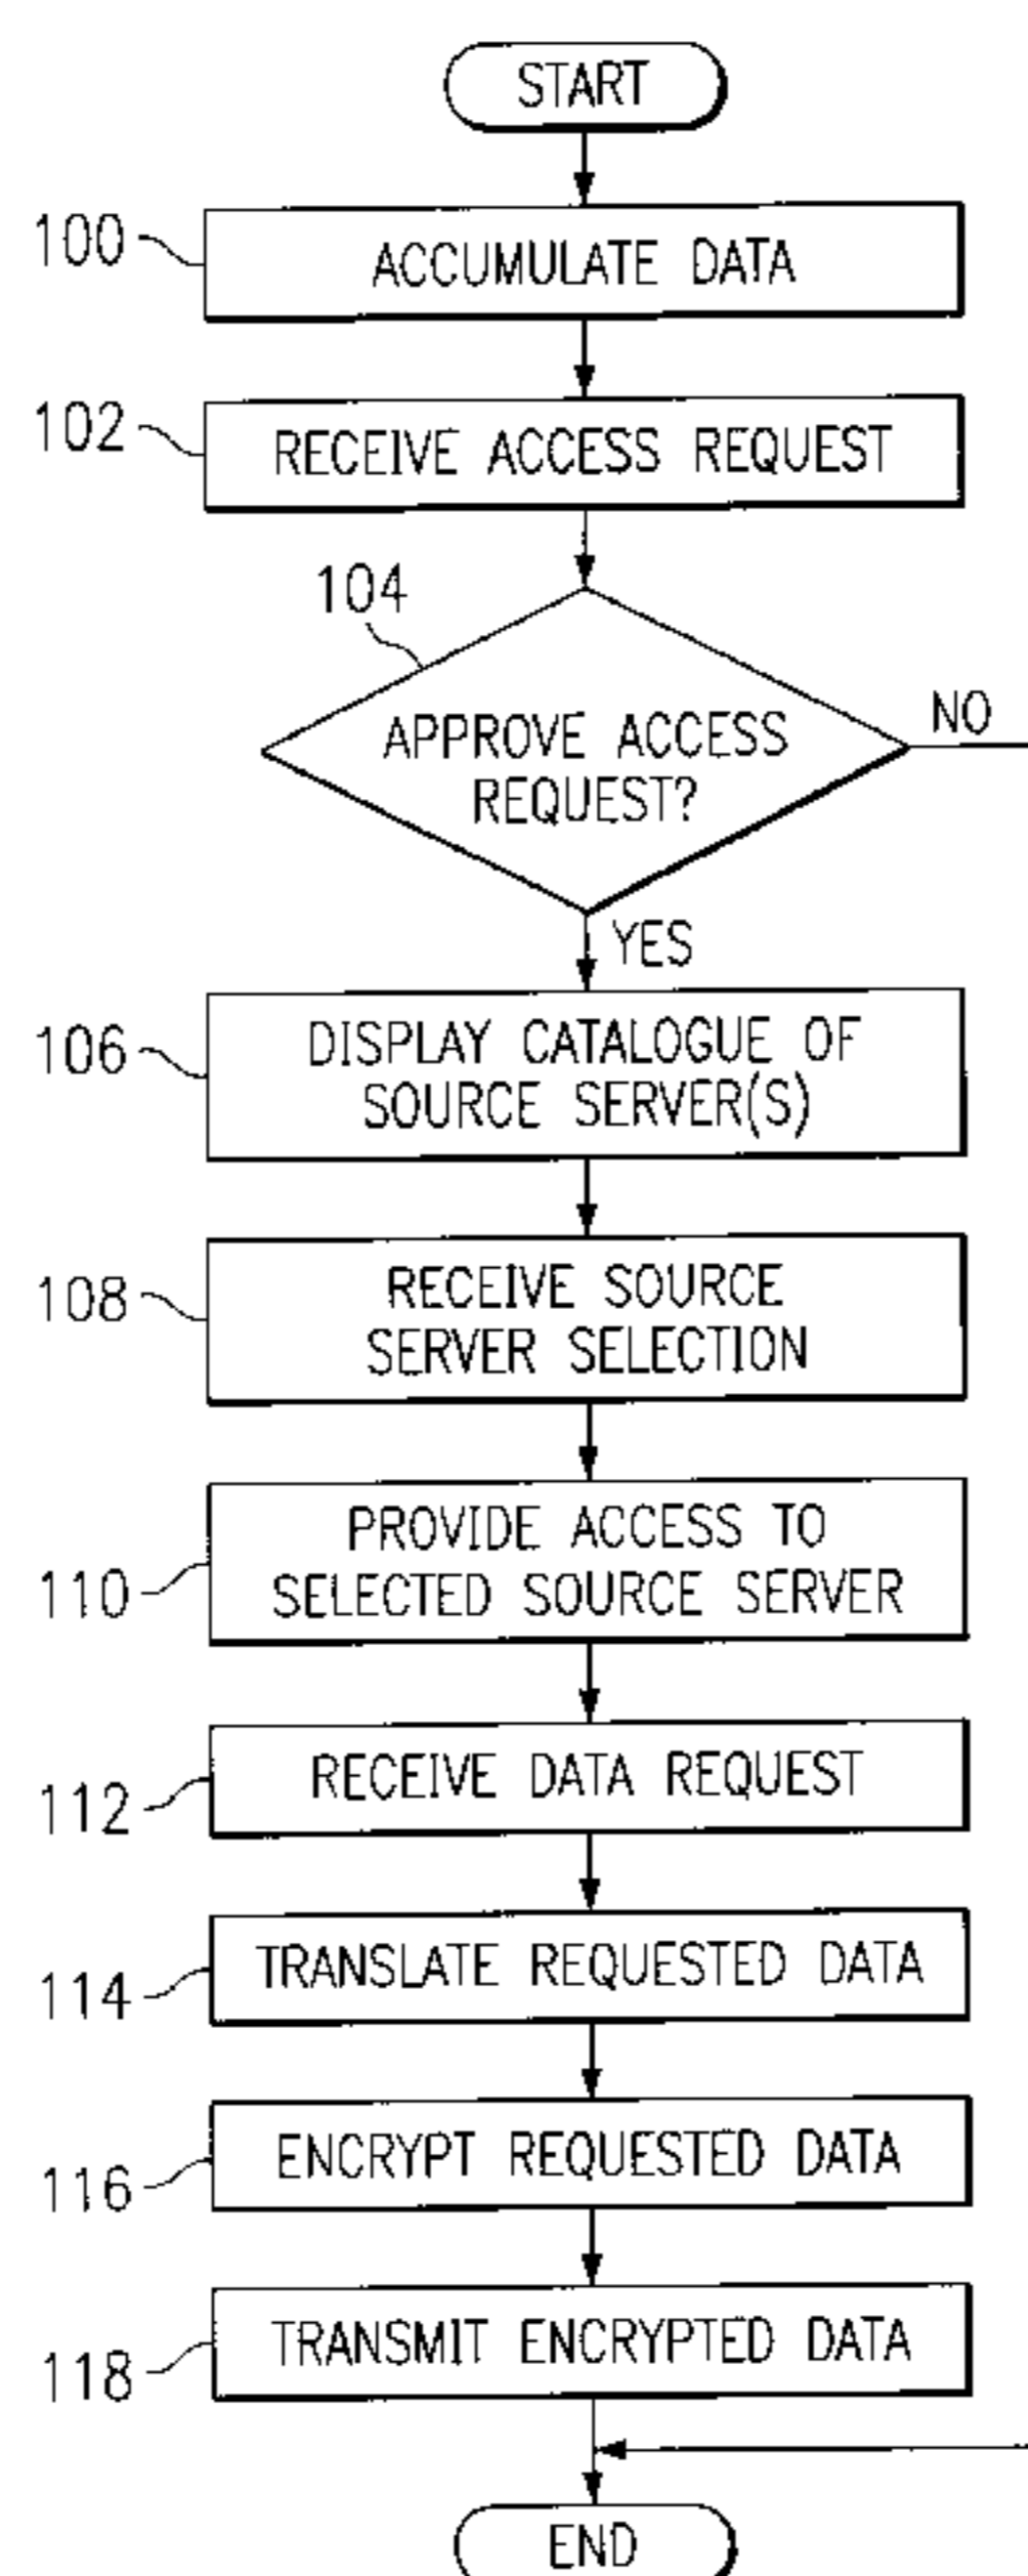 START
100
ACCUMULATE DATA
102
RECEIVE ACCESS REQUEST
104
APPROVE ACCESS
REQUEST?
NO
YES
106
DISPLAY CATALOGUE OF
SOURCE SERVER(S)
108
RECEIVE SOURCE
SERVER SELECTION
110
PROVIDE ACCESS TO
SELECTED SOURCE SERVER
112
RECEIVE DATA REQUEST
114
TRANSLATE REQUESTED DATA
116
ENCRYPT REQUESTED DATA
118
TRANSMIT ENCRYPTED DATA
END